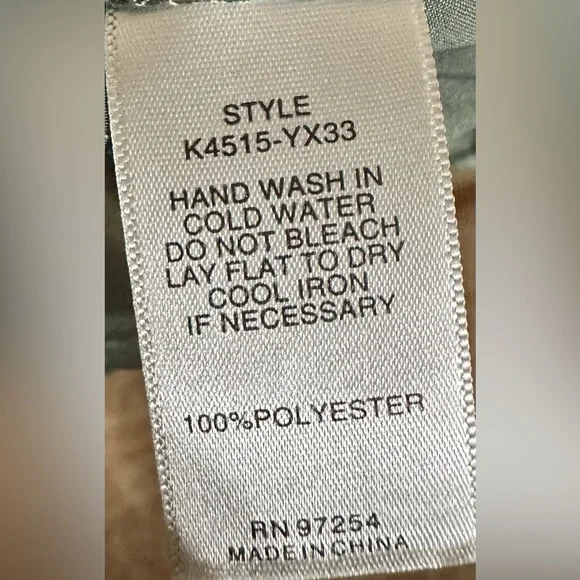 STYLE
K4515-YX33
HAND WASH IN
COLD WATER
DO NOT BLEACH
LAY FLAT TO DRY
COOL IRON
IF NECESSARY
100%POLYESTER
RN 97254
MADE IN CHINA